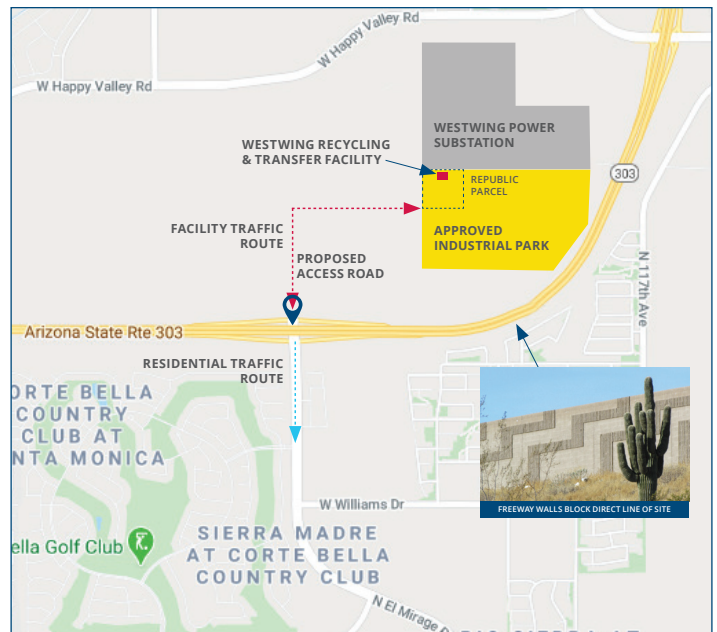 W Happy Valley Rd
W Happy Valley Rd
WESTWING POWER
SUBSTATION
WESTWING RECYCLING
& TRANSFER FACILITY
REPUBLIC
PARCEL
303
FACILITY TRAFFIC
ROUTE
APPROVED
INDUSTRIAL PARK
PROPOSED
ACCESS ROAD
N 117th Ave
Arizona State Rte 303
RESIDENTIAL TRAFFIC
ROUTE
ORTE BELLA
COUNTRY
CLUB AT
NTA MONICA
W Williams Dr
FREEWAY WALLS BLOCK DIRECT LINE OF SITE
ella Golf Club
SIERRA MADRE
AT CORTE BELLA
COUNTRY CLUB
N El Mirage